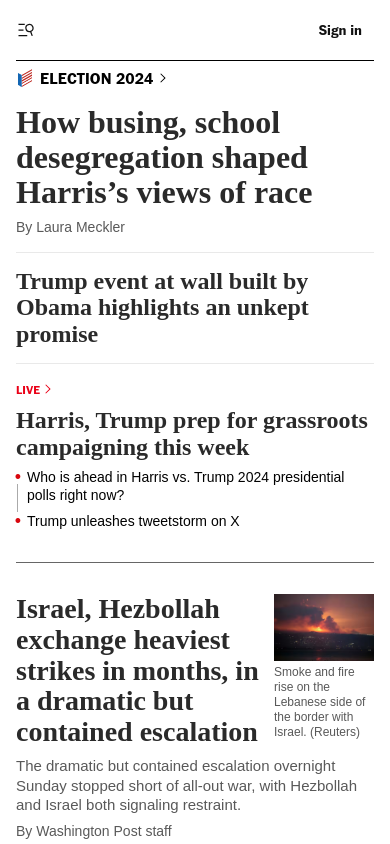 Sign in
ELECTION 2024
How busing, school
desegregation shaped
Harris’s views of race
By Laura Meckler
Trump event at wall built by
Obama highlights an unkept
promise
LIVE
Harris, Trump prep for grassroots
campaigning this week
Who is ahead in Harris vs. Trump 2024 presidential
polls right now?
Trump unleashes tweetstorm on X
Israel, Hezbollah
exchange heaviest
strikes in months, in
a dramatic but
contained escalation
Smoke and fire
rise on the
Lebanese side of
the border with
Israel. (Reuters)
The dramatic but contained escalation overnight
Sunday stopped short of all-out war, with Hezbollah
and Israel both signaling restraint.
By Washington Post staff